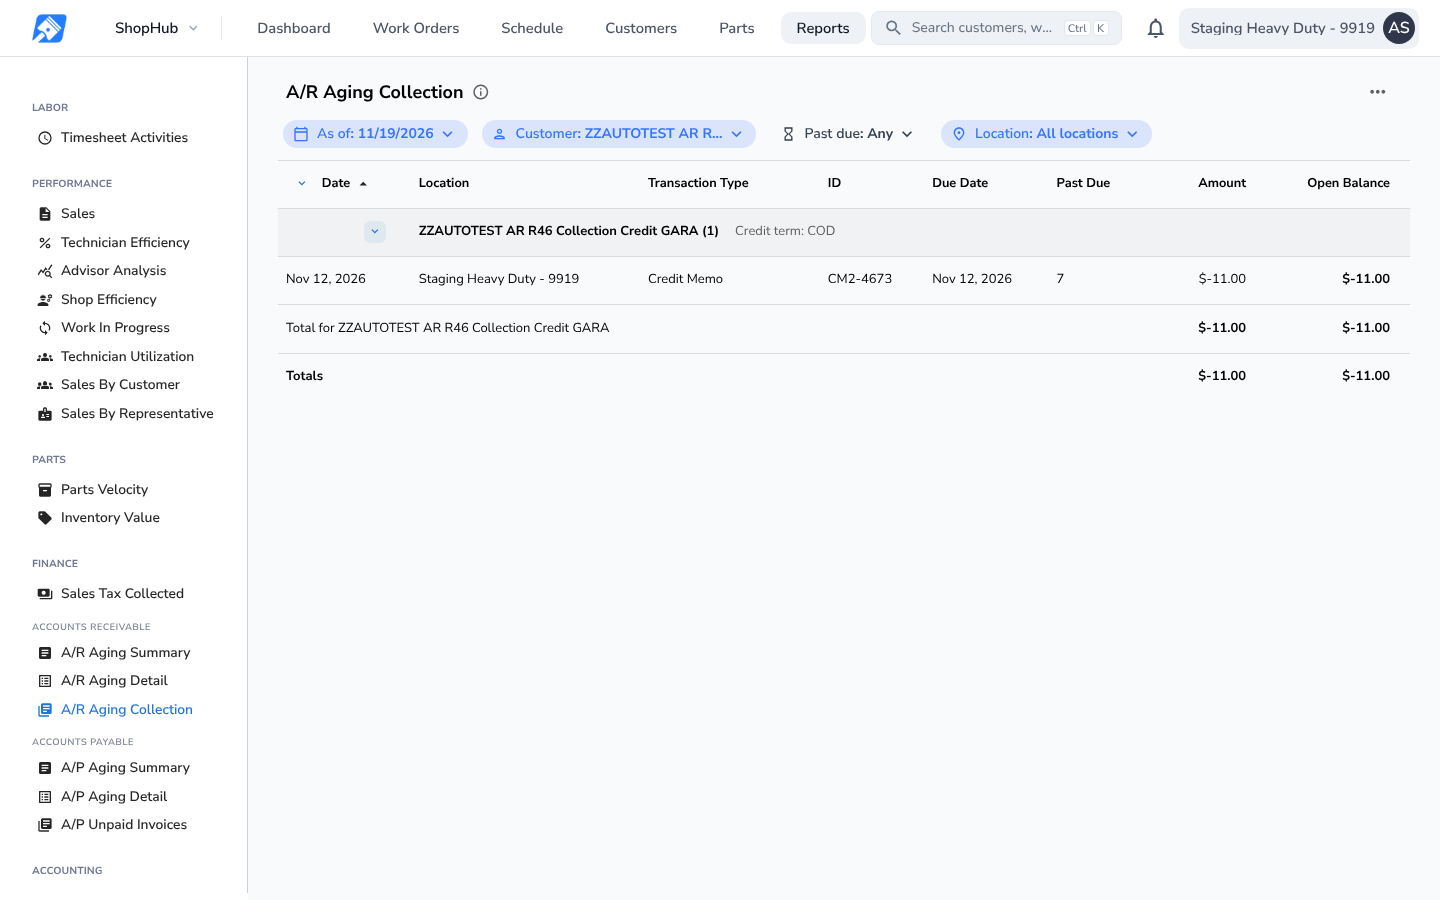 ShopHub
Dashboard
Work Orders
Schedule
Customers
Parts
Reports
Search customers, w...
Ctrl K
Staging Heavy Duty - 9919
AS
LABOR
Timesheet Activities
PERFORMANCE
Sales
Technician Efficiency
Advisor Analysis
Shop Efficiency
Work In Progress
Technician Utilization
Sales By Customer
Sales By Representative
PARTS
Parts Velocity
Inventory Value
FINANCE
Sales Tax Collected
ACCOUNTS RECEIVABLE
A/R Aging Summary
A/R Aging Detail
A/R Aging Collection
ACCOUNTS PAYABLE
A/P Aging Summary
A/P Aging Detail
A/P Unpaid Invoices
ACCOUNTING
A/R Aging Collection
As of: 11/19/2026
Customer: ZZAUTOTEST AR R...
Past due: Any
Location: All locations
Date Location Transaction Type ID Due Date Past Due Amount Open Balance
ZZAUTOTEST AR R46 Collection Credit GARA (1) Credit term: COD
Nov 12, 2026 Staging Heavy Duty - 9919 Credit Memo CM2-4673 Nov 12, 2026 7 $-11.00 $-11.00
Total for ZZAUTOTEST AR R46 Collection Credit GARA $-11.00 $-11.00
Totals $-11.00 $-11.00